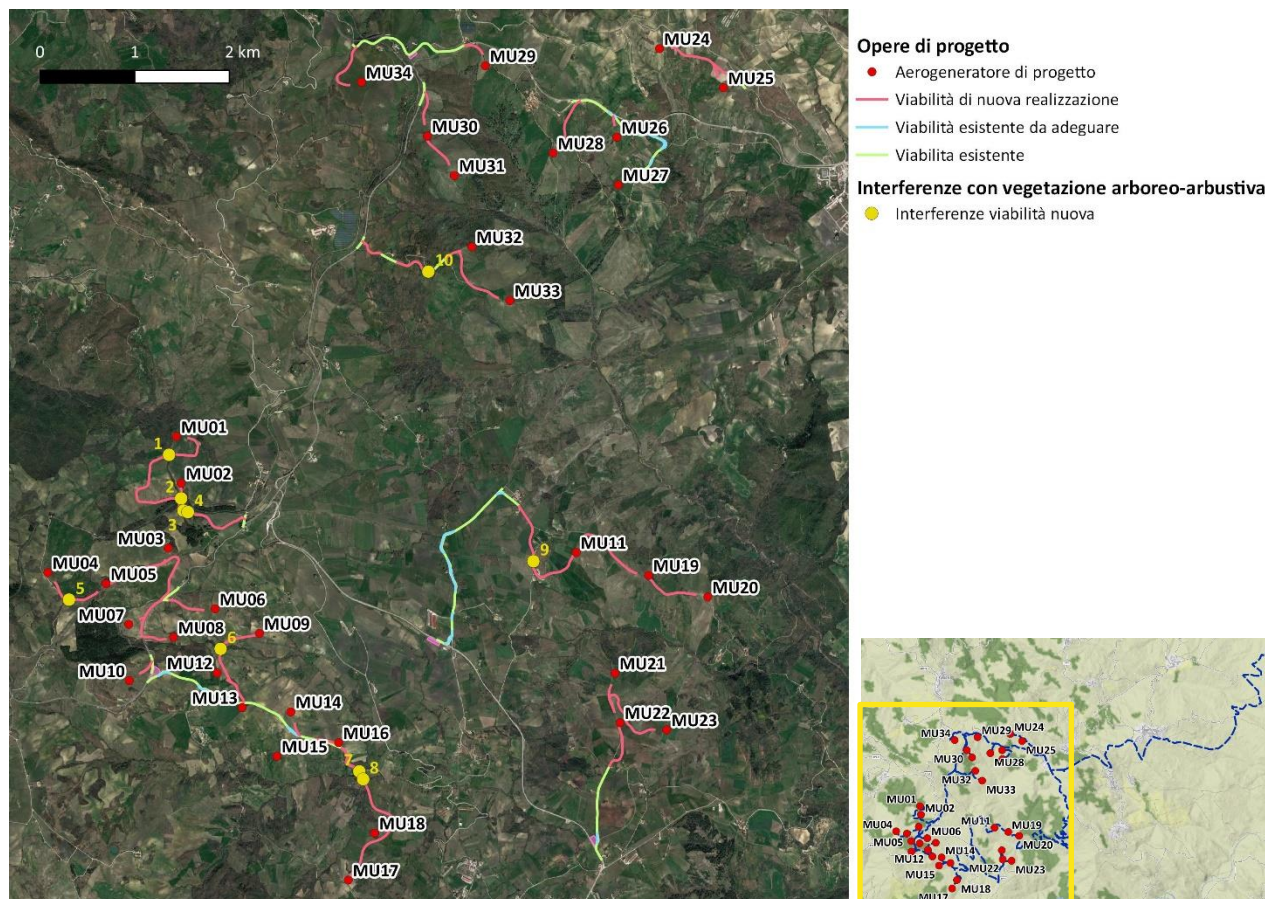 0 1 2 km
MU24
MU29
MU34
MU25
MU30
MU26
MU28
MU31
MU27
MU32
10
MU33
MU01
1
MU02
2
4
3
MU03
MU04
MU05
5
MU11
9
MU19
MU20
MU06
MU07
MU08
MU09
6
MU10
MU12
MU21
MU13
MU14
MU22
MU23
MU16
MU15
7
8
MU18
MU17
Opere di progetto
Aerogeneratore di progetto
Viabilità di nuova realizzazione
Viabilità esistente da adeguare
Viabilita esistente
Interferenze con vegetazione arboreo-arbustiva
Interferenze viabilità nuova
MU34
MU29
MU24
MU30
MU25
MU28
MU32
MU33
MU01
MU02
MU04
MU11
MU19
MU05
MU06
MU20
MU12
MU14
MU15
MU22
MU23
MU18
MU17